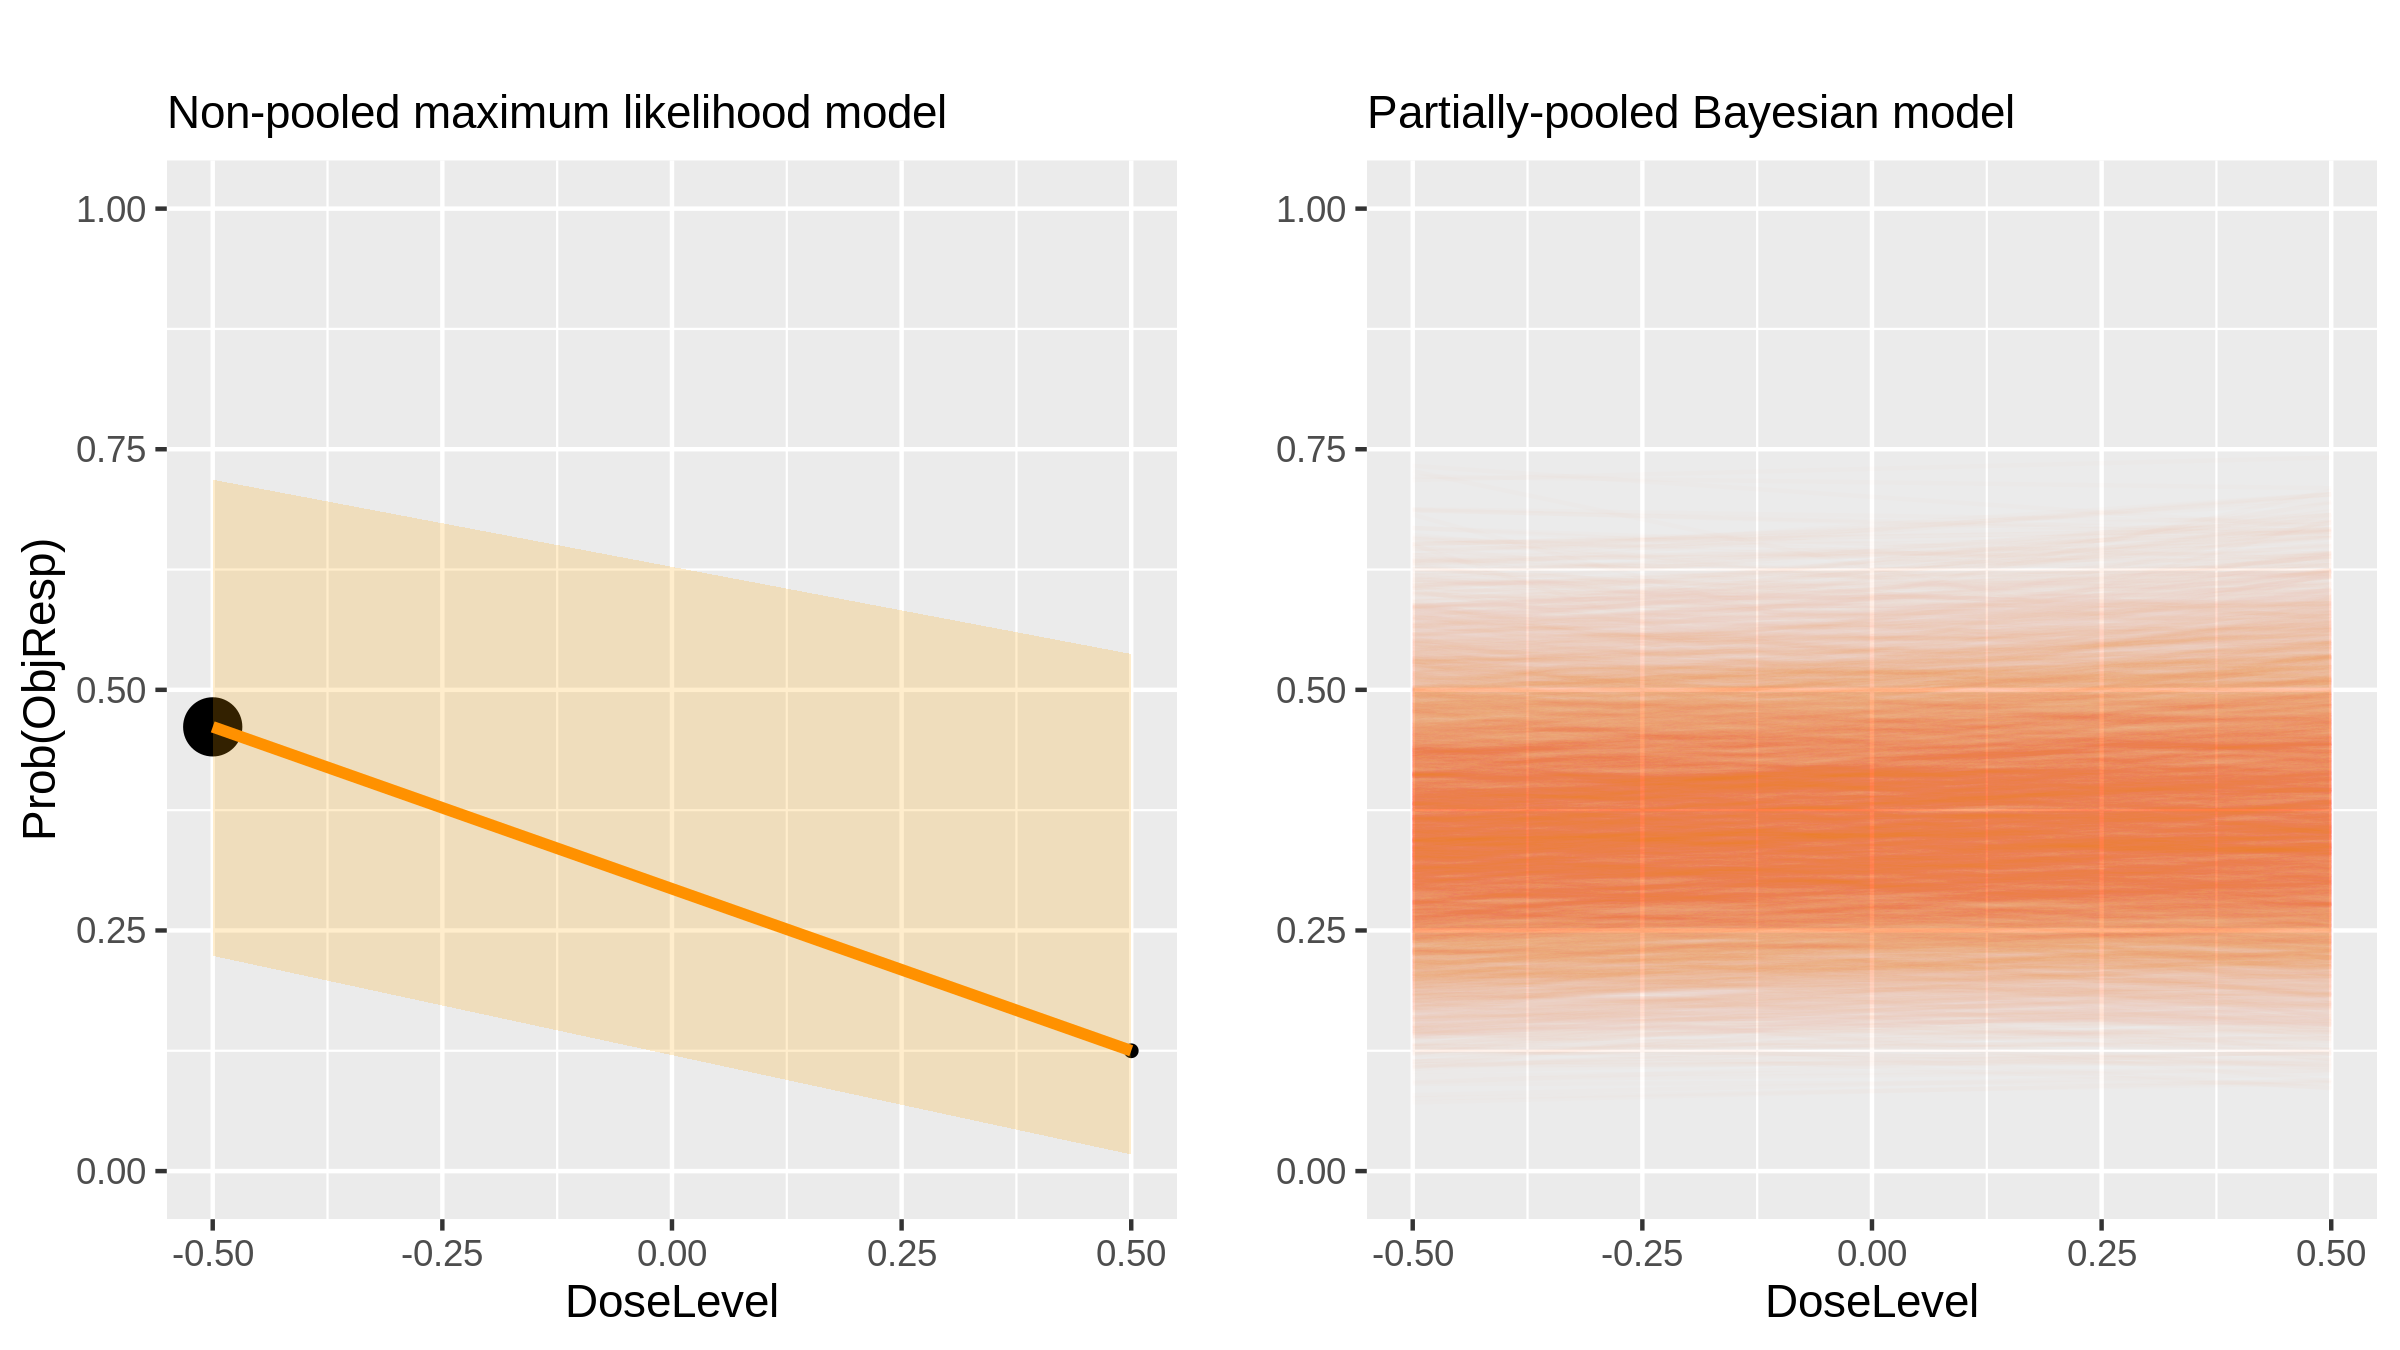 Non-pooled maximum likelihood model
Prob(ObjResp)
1.00
0.75
0.50
0.25
0.00
-0.50 -0.25 0.00 0.25 0.50
DoseLevel
Partially-pooled Bayesian model
1.00
0.75
0.50
0.25
0.00
-0.50 -0.25 0.00 0.25 0.50
DoseLevel